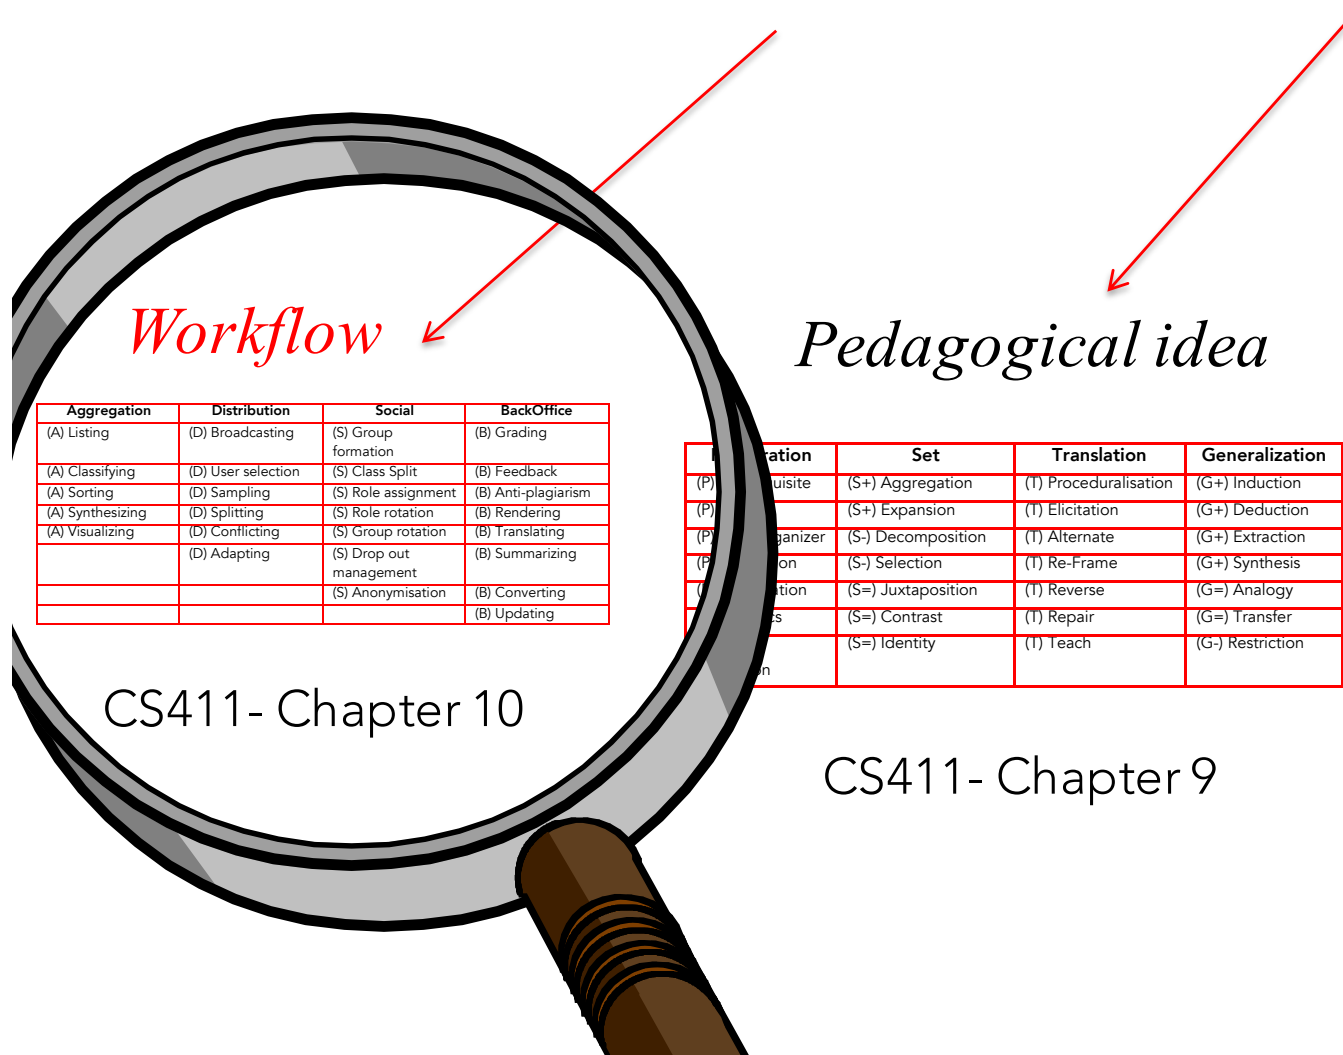 Workflow
Aggregation Distribution Social BackOffice
(A) Listing (D) Broadcasting (S) Group formation (B) Grading
(A) Classifying (D) User selection (S) Class Split (B) Feedback
(A) Sorting (D) Sampling (S) Role assignment (B) Anti-plagiarism
(A) Synthesizing (D) Splitting (S) Role rotation (B) Rendering
(A) Visualizing (D) Conflicting (S) Group rotation (B) Translating
(D) Adapting (S) Drop out management (B) Summarizing
(S) Anonymisation (B) Converting
(B) Updating
CS411- Chapter 10
Pedagogical idea
Set Translation Generalization
(P) (S+) Aggregation (T) Proceduralisation (G+) Induction
(P) (S+) Expansion (T) Elicitation (G+) Deduction
(P) (S-) Decomposition (T) Alternate (G+) Extraction
(S-) Selection (T) Re-Frame (G+) Synthesis
(S=) Juxtaposition (T) Reverse (G=) Analogy
(S=) Contrast (T) Repair (G=) Transfer
(S=) Identity (T) Teach (G-) Restriction
CS411- Chapter 9